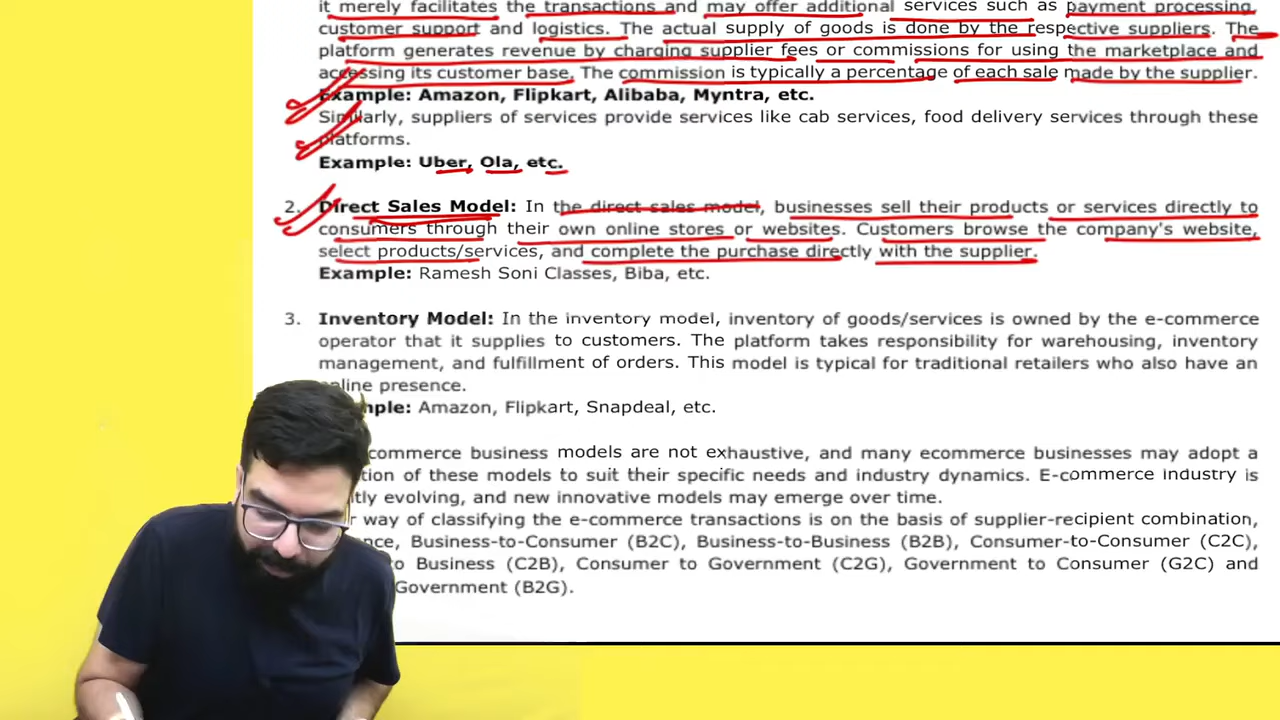 it merely facilitates the transactions and may offer additional services such as payment processing,
customer support and logistics. The actual supply of goods is done by the respective suppliers. The
platform generates revenue by charging supplier fees or commissions for using the marketplace and
accessing its customer base. The commission is typically a percentage of each sale made by the supplier.
Example: Amazon, Flipkart, Alibaba, Myntra, etc.
Similarly, suppliers of services provide services like cab services, food delivery services through these
platforms.
Example: Uber, Ola, etc.
2. Direct Sales Model: In the direct sales model, businesses sell their products or services directly to
consumers through their own online stores or websites. Customers browse the company's website,
select products/services, and complete the purchase directly with the supplier.
Example: Ramesh Soni Classes, Biba, etc.
3. Inventory Model: In the inventory model, inventory of goods/services is owned by the e-commerce
operator that it supplies to customers. The platform takes responsibility for warehousing, inventory
management, and fulfillment of orders. This model is typical for traditional retailers who also have an
online presence.
mple: Amazon, Flipkart, Snapdeal, etc.
commerce business models are not exhaustive, and many ecommerce businesses may adopt a
tion of these models to suit their specific needs and industry dynamics. E-commerce industry is
tly evolving, and new innovative models may emerge over time.
r way of classifying the e-commerce transactions is on the basis of supplier-recipient combination,
nce, Business-to-Consumer (B2C), Business-to-Business (B2B), Consumer-to-Consumer (C2C),
to Business (C2B), Consumer to Government (C2G), Government to Consumer (G2C) and
Government (B2G).